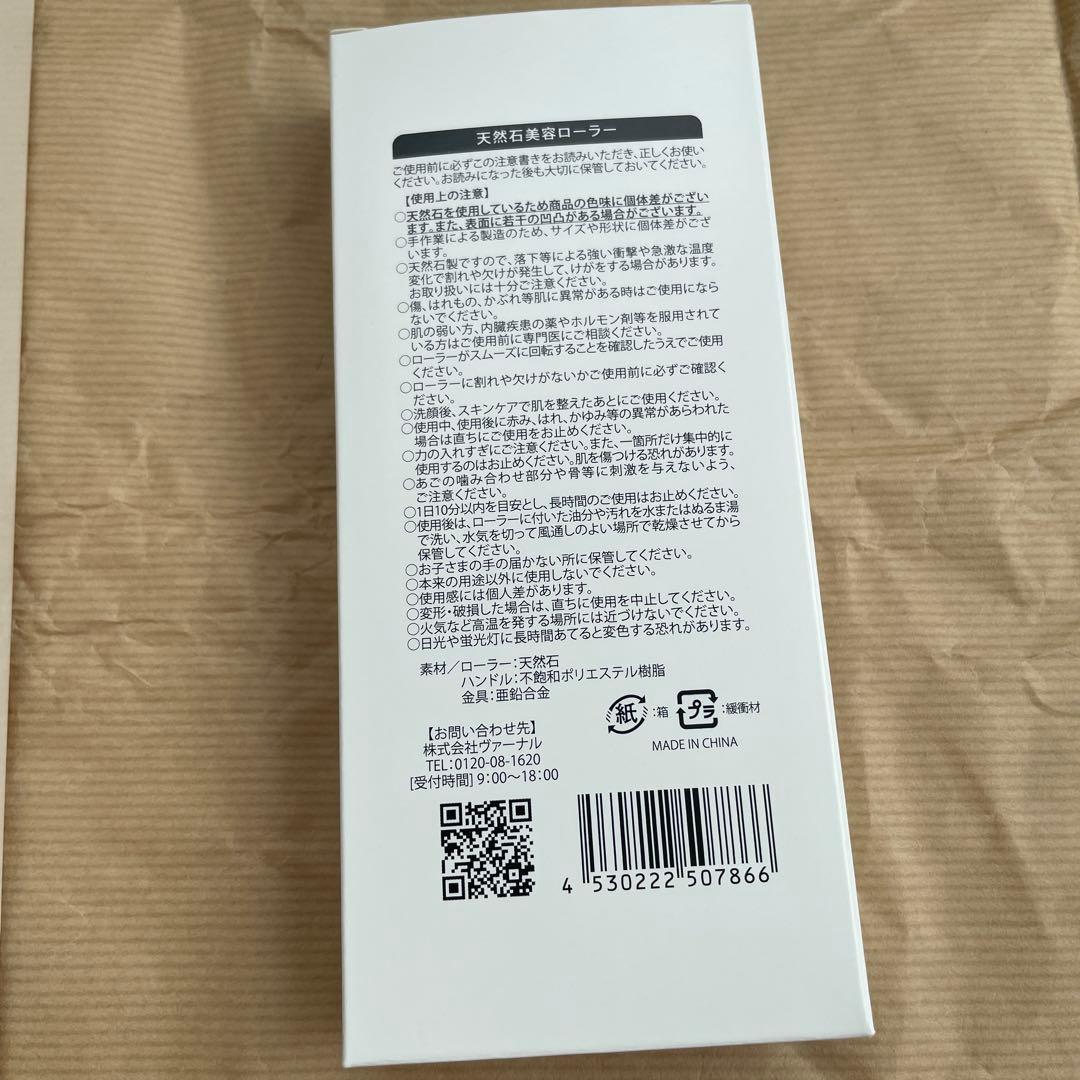 天然石美容ローラー
ご使用前に必ずこの注意書きをお読みいただき、正しくお使い
ください。お読みになった後も大切に保管しておいてください。
【使用上の注意】
○天然石を使用しているため商品の色味に個体差がござい
ます。また、表面に若干の凹凸がある場合がございます。
○手作業による製造のため、サイズや形状に個体差がござ
います。
○天然石製ですので、落下等による強い衝撃や急激な温度
変化で割れや欠けが発生して、けがをする場合があります。
お取り扱いには十分ご注意ください。
○傷、はれもの、かぶれ等肌に異常がある時はご使用になら
ないでください。
○肌の弱い方、内臓疾患の薬やホルモン剤等を服用されて
いる方はご使用前に専門医にご相談ください。
○ローラーがスムーズに回転することを確認したうえでご使用
ください。
○ローラーに割れや欠けがないかご使用前に必ずご確認く
ださい。
○洗顔後、スキンケアで肌を整えたあとにご使用ください。
○使用中、使用後に赤み、はれ、かゆみ等の異常があらわれた
場合は直ちにご使用をお止めください。
○力の入れすぎにご注意ください。また、一箇所だけ集中的に
使用するのはお止めください。肌を傷つける恐れがあります。
○あごの噛み合わせ部分や骨等に刺激を与えないよう、
ご注意ください。
○1日10分以内を目安とし、長時間のご使用はお止めください。
○使用後は、ローラーに付いた油分や汚れを水またはぬるま湯
で洗い、水気を切って風通しのよい場所で乾燥させてから
保管してください。
○お子さまの手の届かない所に保管してください。
○本来の用途以外に使用しないでください。
○使用感には個人差があります。
○変形・破損した場合は、直ちに使用を中止してください。
○火気など高温を発する場所には近づけないでください。
○日光や蛍光灯に長時間あてると変色する恐れがあります。
素材／ローラー:天然石
ハンドル:不飽和ポリエステル樹脂
金具:亜鉛合金
紙:箱 プラ:緩衝材
MADE IN CHINA
【お問い合わせ先】
株式会社ヴァーナル
TEL:0120-08-1620
[受付時間] 9:00〜18:00
4 530222 507866